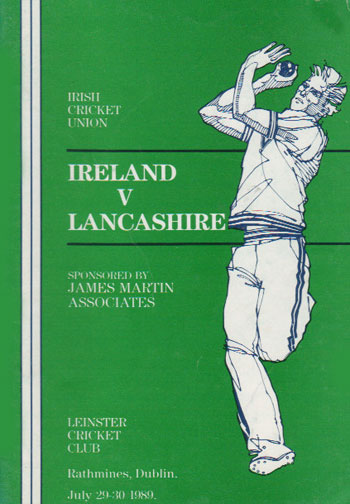 IRISH
CRICKET
UNION
IRELAND
V
LANCASHIRE
SPONSORED BY
JAMES MARTIN
ASSOCIATES
LEINSTER
CRICKET
CLUB
Rathmines, Dublin.
July 29-30 1989.